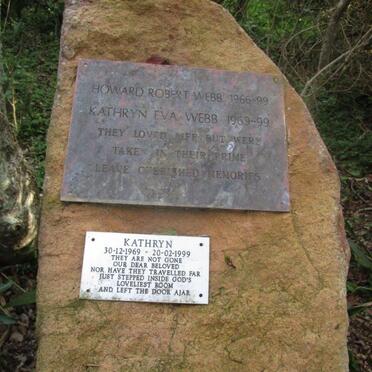 HOWARD ROBERT WEBB 1966-99
KATHRYN EVA WEBB 1969-99
THEY LOVED LIFE BUT WERE
TAKEN IN THEIR PRIME
LEAVE CHERISHED MEMORIES
KATHRYN
30-12-1969 - 20-02-1999
THEY ARE NOT GONE
OUR DEAR BELOVED
NOR HAVE THEY TRAVELLED FAR
JUST STEPPED INSIDE GOD'S
LOVELIEST ROOM
AND LEFT THE DOOR AJAR